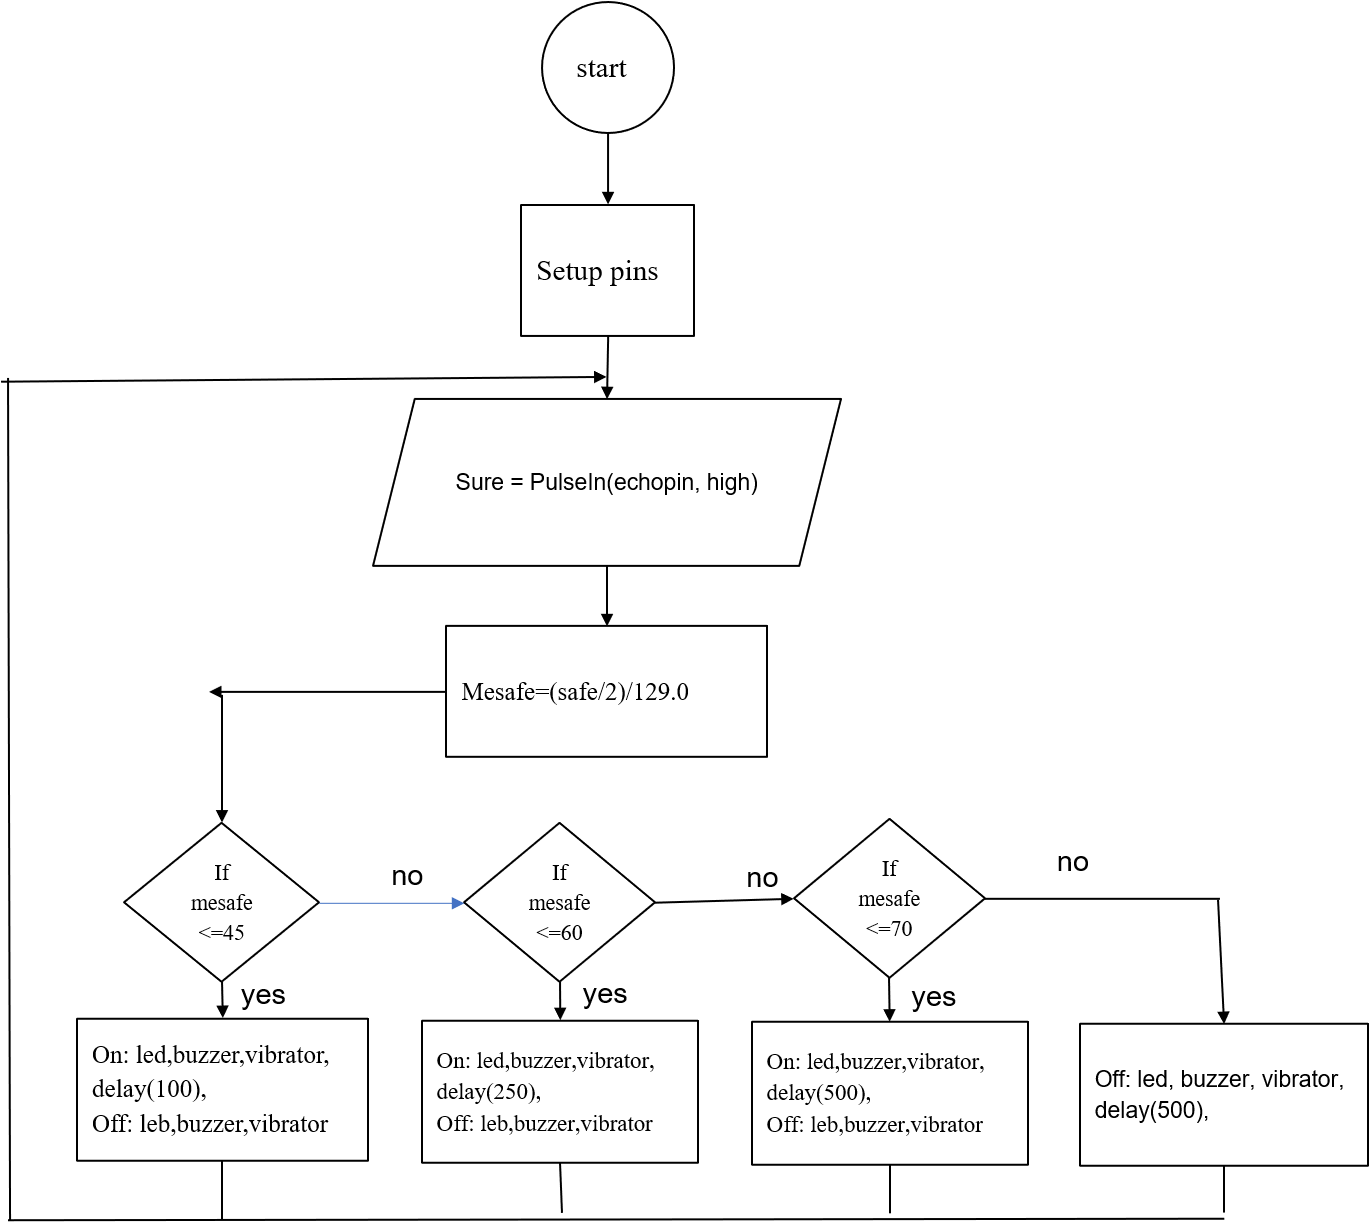 start
Setup pins
Sure = PulseIn(echopin, high)
Mesafe=(safe/2)/129.0
If
mesafe
<=45
no
If
mesafe
<=60
no
If
mesafe
<=70
no
yes
yes
yes
On: led,buzzer,vibrator,
delay(100),
Off: leb,buzzer,vibrator
On: led,buzzer,vibrator,
delay(250),
Off: leb,buzzer,vibrator
On: led,buzzer,vibrator,
delay(500),
Off: leb,buzzer,vibrator
Off: led, buzzer, vibrator,
delay(500),